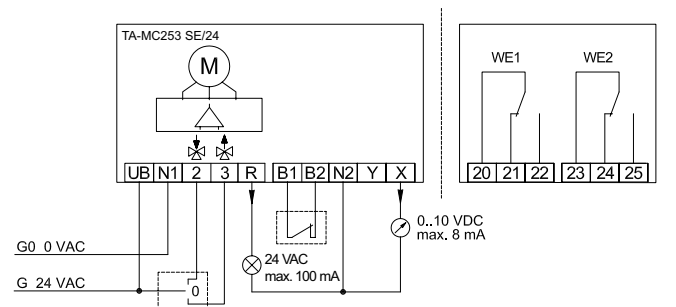 TA-MC253 SE/24
M
WE1 WE2
UB N1 2 3 R B1 B2 N2 Y X
20 21 22 23 24 25
0..10 VDC
max. 8 mA
G0 0 VAC
24 VAC
max. 100 mA
G 24 VAC
0